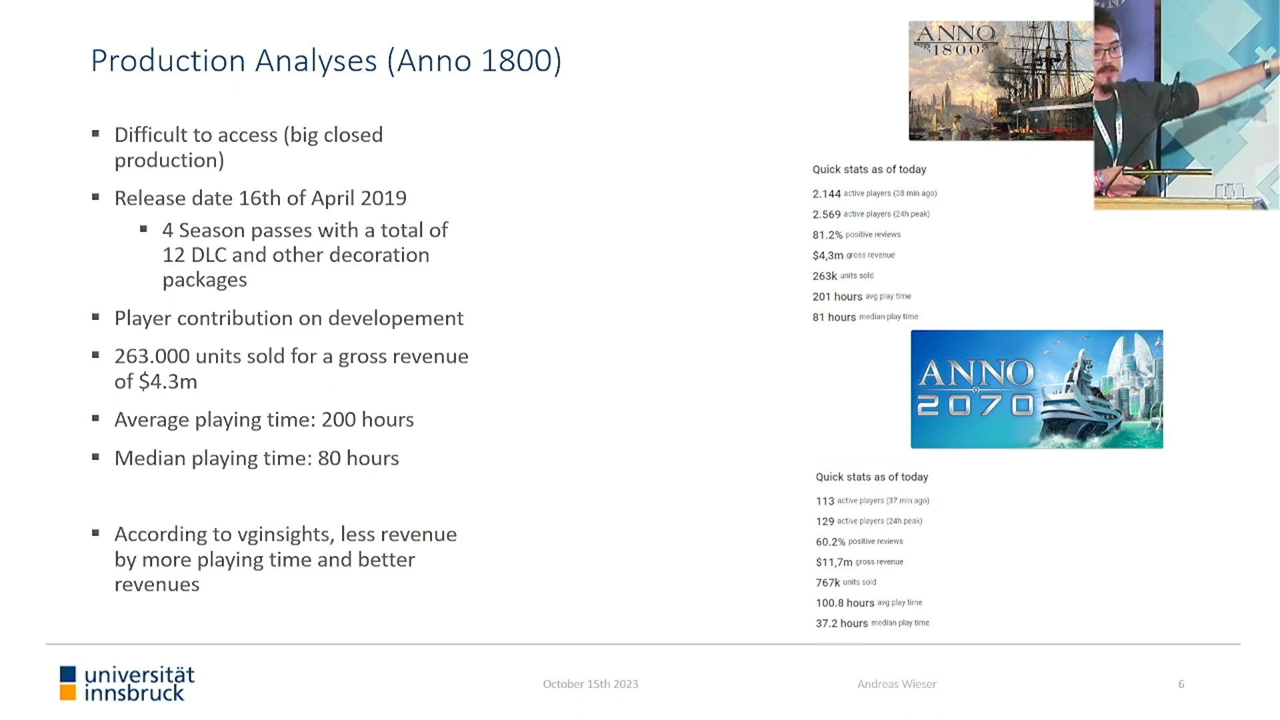 Production Analyses (Anno 1800)
▪ Difficult to access (big closed
production)
▪ Release date 16th of April 2019
▪ 4 Season passes with a total of
12 DLC and other decoration
packages
▪ Player contribution on developement
▪ 263.000 units sold for a gross revenue
of $4.3m
▪ Average playing time: 200 hours
▪ Median playing time: 80 hours
▪ According to vginsights, less revenue
by more playing time and better
revenues
ANNO
1800
Quick stats as of today
2.144 active players (38 min ago)
2.569 active players (24h peak)
81.2% positive reviews
$4,3m gross revenue
263k units sold
201 hours avg play time
81 hours median play time
ANNO
2070
Quick stats as of today
113 active players (37 min ago)
129 active players (24h peak)
60.2% positive reviews
$11,7m gross revenue
767k units sold
100.8 hours avg play time
37.2 hours median play time
universität
innsbruck
October 15th 2023
Andreas Wieser
6